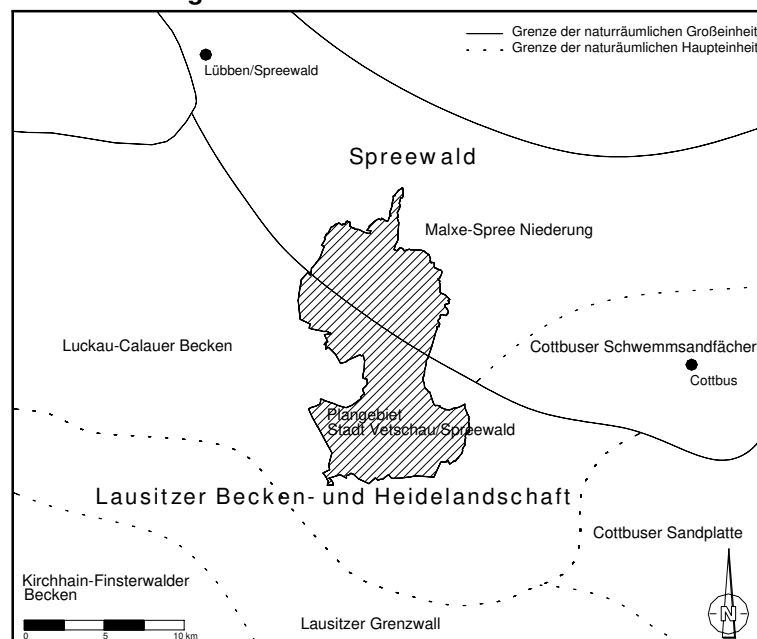 Grenze der naturräumlichen Großeinheit
Grenze der naturäumlichen Haupteinheit
Lübben/Spreewald
Spreewald
Malxe-Spree Niederung
Luckau-Calauer Becken
Cottbuser Schwemmsandfächer
Cottbus
Plangebiet
Stadt Vetschau/Spreewald
Lausitzer Becken- und Heidelandschaft
Cottbuser Sandplatte
Kirchhain-Finsterwalder
Becken
Lausitzer Grenzwall
0 5 10 km
N